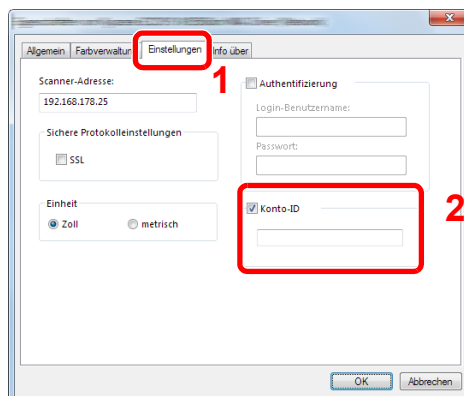 Allgemein Farbverwaltun Einstellungen Info über
1
Scanner-Adresse:
192.168.178.25
Sichere Protokolleinstellungen
SSL
Einheit
Zoll metrisch
Authentifizierung
Login-Benutzername:
Passwort:
Konto-ID
2
OK Abbrechen